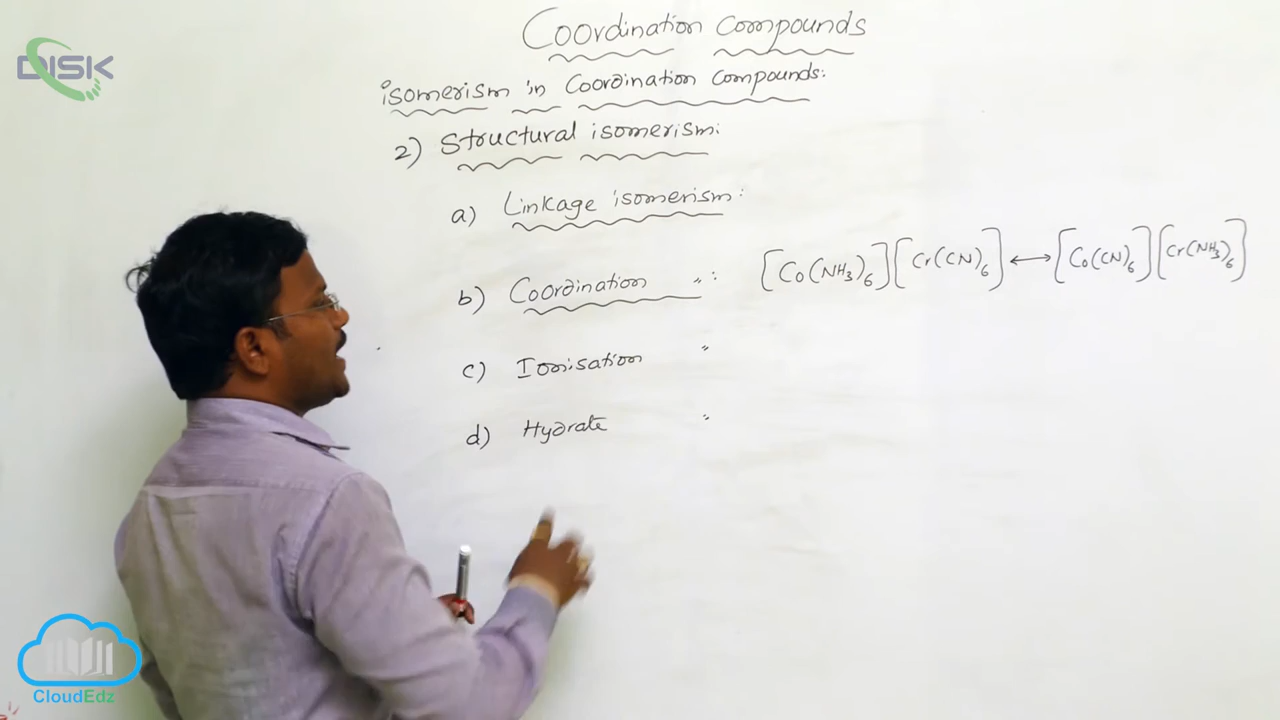 DISK
Coordination Compounds
isomerism in Coordination Compounds:
2) Structural isomerism:
a) Linkage isomerism:
b) Coordination " : [Co(NH₃)₆][Cr(CN)₆] ↔ [Co(CN)₆][Cr(NH₃)₆]
c) Ionisation "
d) Hydrate "
CloudEdz